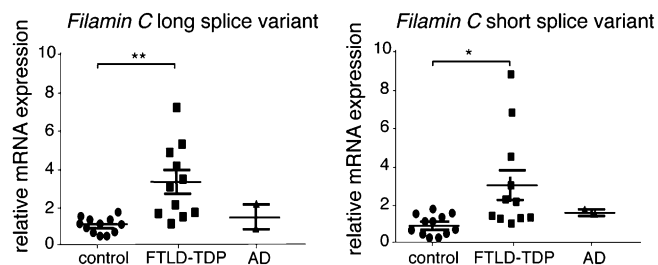 Filamin C long splice variant
relative mRNA expression
10
8
6
4
2
0
**
control FTLD-TDP AD
Filamin C short splice variant
relative mRNA expression
10
8
6
4
2
0
*
control FTLD-TDP AD